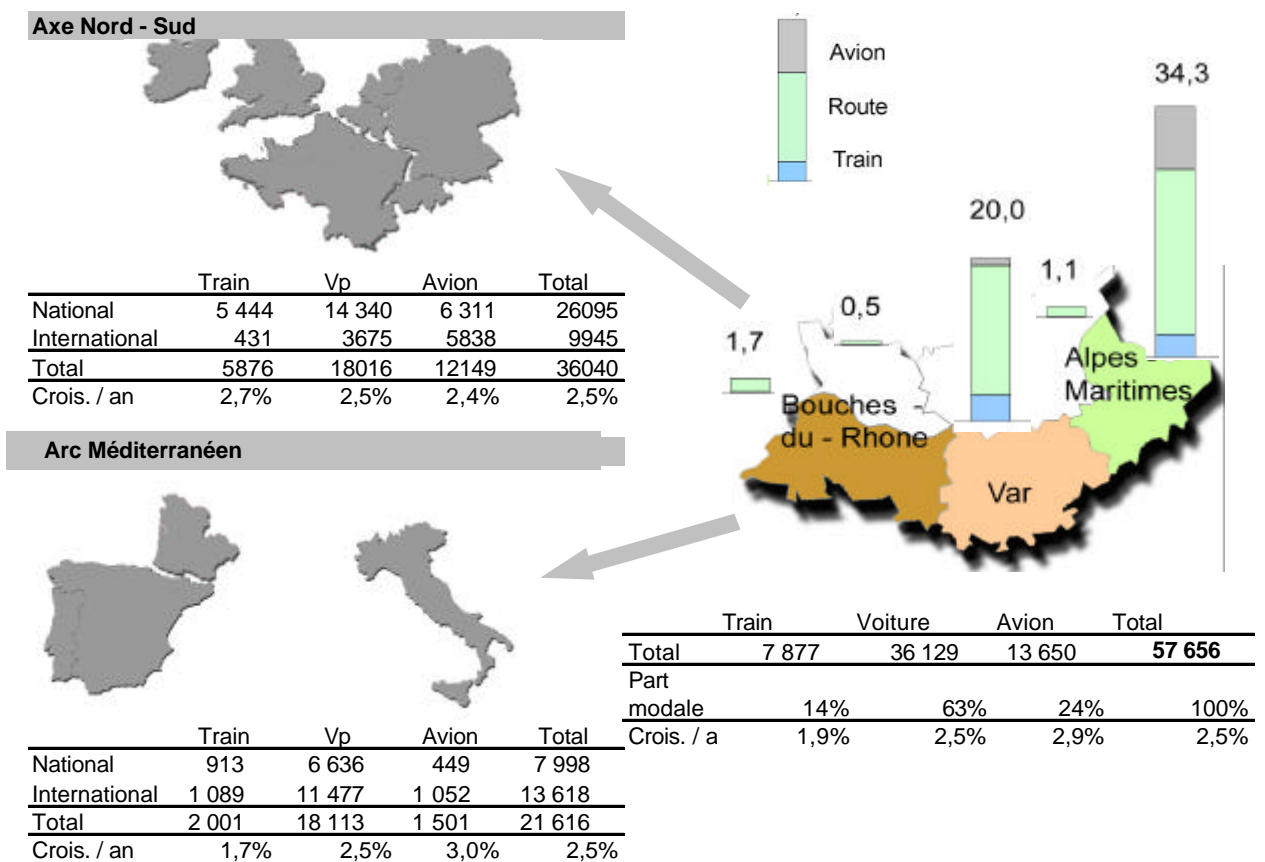 Axe Nord - Sud
Train Vp Avion Total
National 5 444 14 340 6 311 26095
International 431 3675 5838 9945
Total 5876 18016 12149 36040
Crois. / an 2,7% 2,5% 2,4% 2,5%
Arc Méditerranéen
Train Vp Avion Total
National 913 6 636 449 7 998
International 1 089 11 477 1 052 13 618
Total 2 001 18 113 1 501 21 616
Crois. / an 1,7% 2,5% 3,0% 2,5%
Avion
Route
Train
34,3
20,0
1,1
0,5
1,7
Alpes -
Maritimes
Bouches -
du - Rhone
Var
Train Voiture Avion Total
Total 7 877 36 129 13 650 57 656
Part
modale 14% 63% 24% 100%
Crois. / a 1,9% 2,5% 2,9% 2,5%